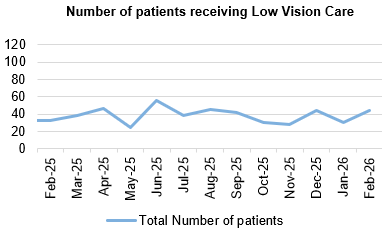 Number of patients receiving Low Vision Care
120
100
80
60
40
20
0
Feb-25
Mar-25
Apr-25
May-25
Jun-25
Jul-25
Aug-25
Sep-25
Oct-25
Nov-25
Dec-25
Jan-26
Feb-26
Total Number of patients